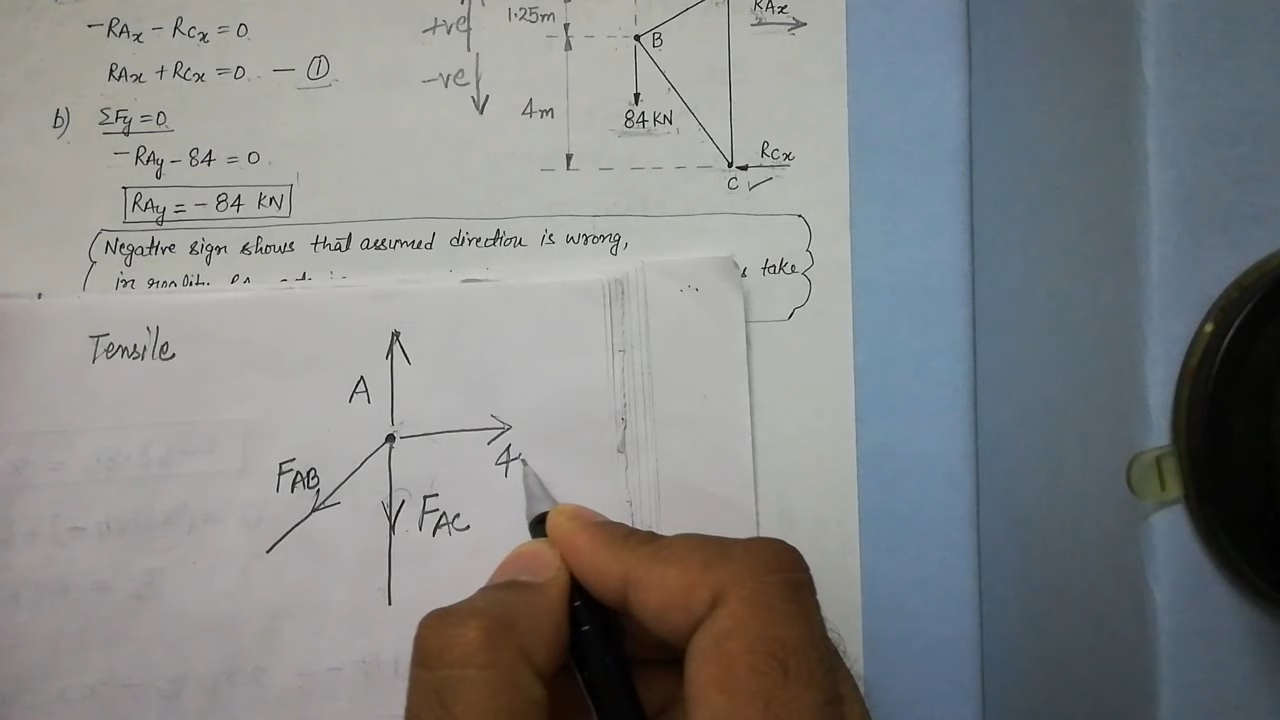 -RAx - RCx = 0
RAx + RCx = 0 - ①
b) ΣFy = 0
-RAy - 84 = 0
RAy = - 84 KN
Negative sign shows that assumed direction is wrong,
take
+ve
-ve
1.25m
4m
RAx
B
84 KN
RCx
C ✓
Tensile
A
FAB
FAC
4